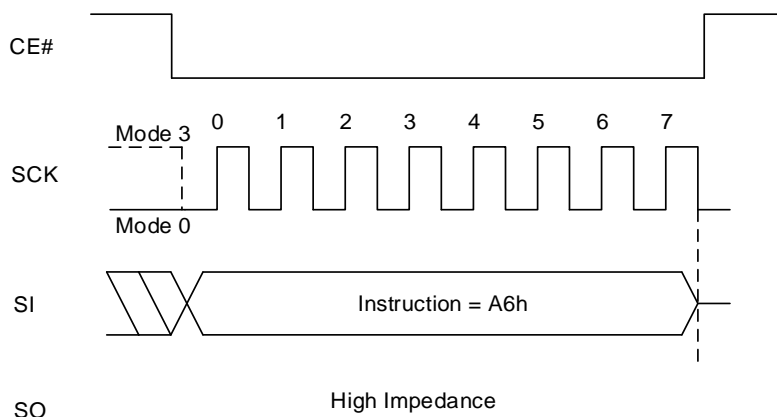 CE#
Mode 3 0 1 2 3 4 5 6 7
SCK
Mode 0
SI Instruction = A6h
SO High Impedance